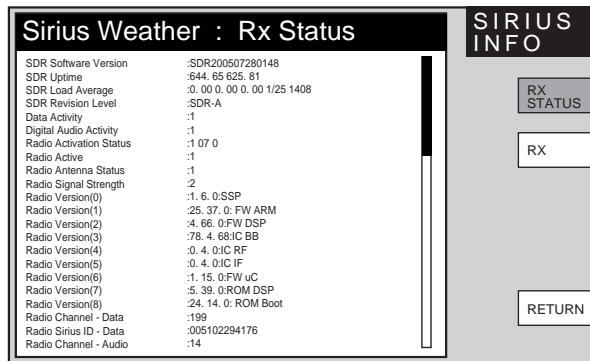 Sirius Weather : Rx Status
SDR Software Version :SDR200507280148
SDR Uptime :644. 65 625. 81
SDR Load Average :0. 00 0. 00 0. 00 1/25 1408
SDR Revision Level :SDR-A
Data Activity :1
Digital Audio Activity :1
Radio Activation Status :1 07 0
Radio Active :1
Radio Antenna Status :1
Radio Signal Strength :2
Radio Version(0) :1. 6. 0:SSP
Radio Version(1) :25. 37. 0: FW ARM
Radio Version(2) :4. 66. 0:FW DSP
Radio Version(3) :78. 4. 68:IC BB
Radio Version(4) :0. 4. 0:IC RF
Radio Version(5) :0. 4. 0:IC IF
Radio Version(6) :1. 15. 0:FW uC
Radio Version(7) :5. 39. 0:ROM DSP
Radio Version(8) :24. 14. 0: ROM Boot
Radio Channel - Data :199
Radio Sirius ID - Data :005102294176
Radio Channel - Audio :14
SIRIUS
INFO
RX
STATUS
RX
RETURN